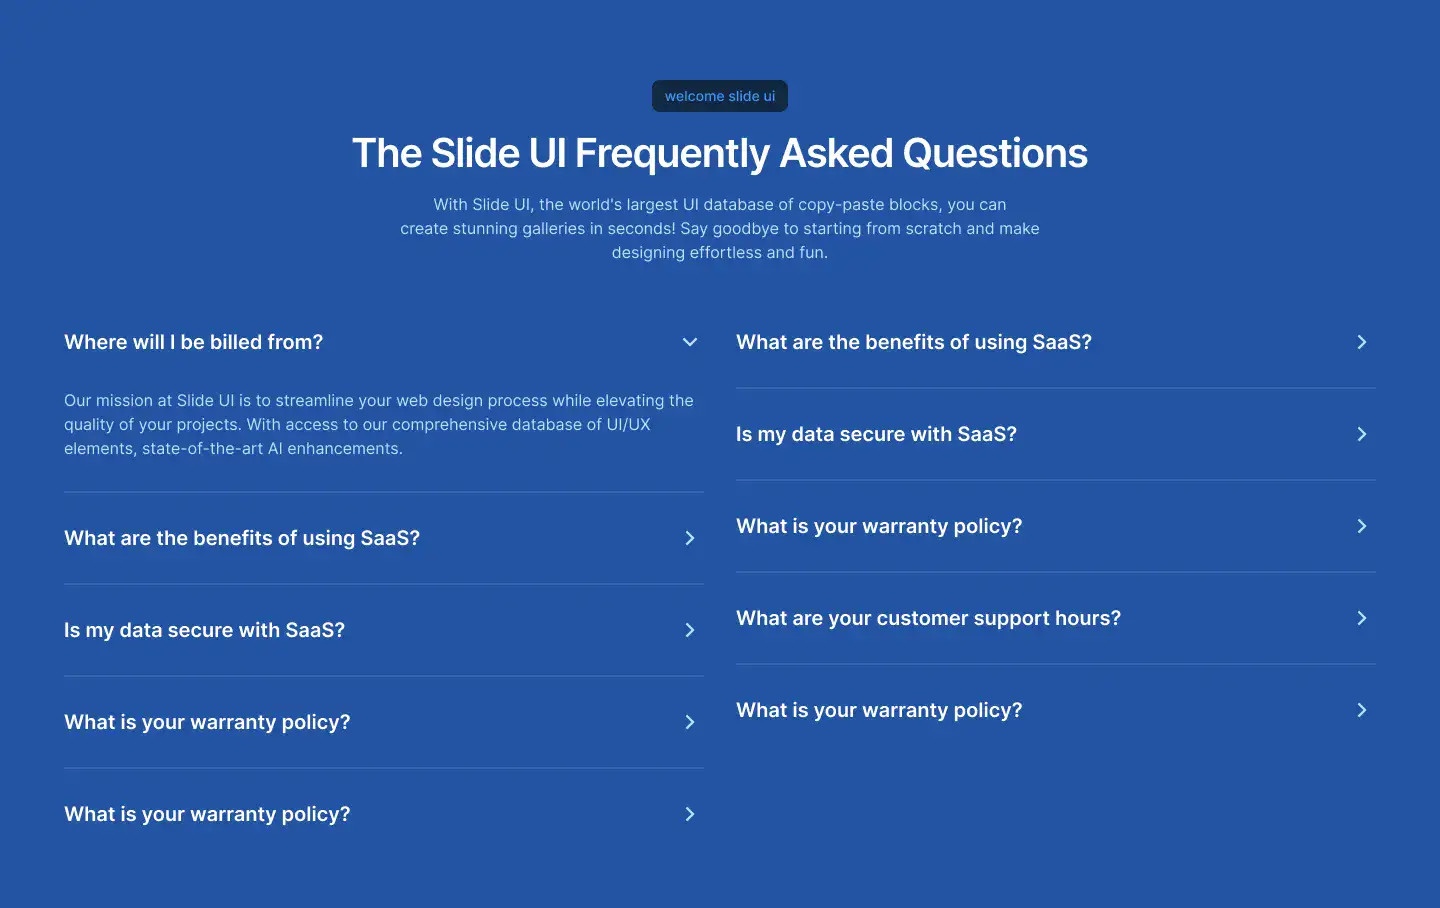 welcome slide ui
The Slide UI Frequently Asked Questions
With Slide UI, the world's largest UI database of copy-paste blocks, you can
create stunning galleries in seconds! Say goodbye to starting from scratch and make
designing effortless and fun.
Where will I be billed from?
Our mission at Slide UI is to streamline your web design process while elevating the
quality of your projects. With access to our comprehensive database of UI/UX
elements, state-of-the-art AI enhancements.
What are the benefits of using SaaS?
Is my data secure with SaaS?
What is your warranty policy?
What is your warranty policy?
What are the benefits of using SaaS?
Is my data secure with SaaS?
What is your warranty policy?
What are your customer support hours?
What is your warranty policy?